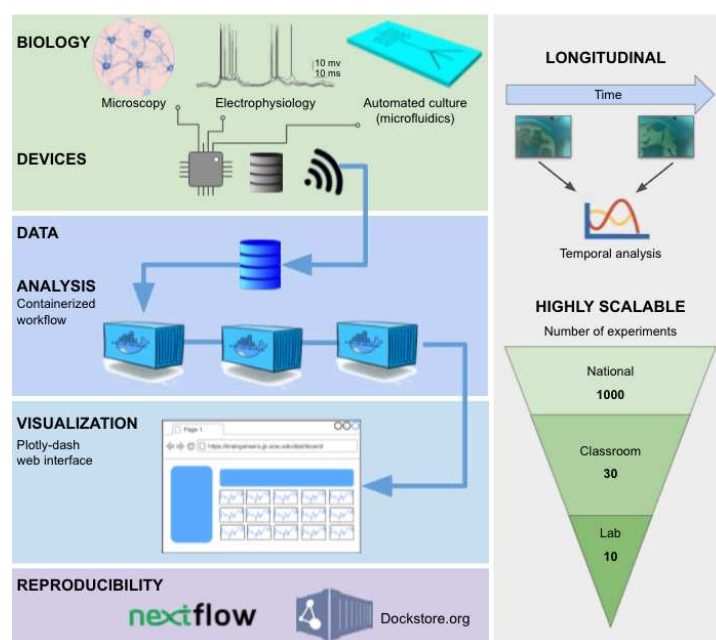 BIOLOGY
10 mv
10 ms
Microscopy
Electrophysiology
Automated culture
(microfluidics)
DEVICES
DATA
ANALYSIS
Containerized
workflow
VISUALIZATION
Plotly-dash
web interface
Page 1
REPRODUCIBILITY
nextflow
Dockstore.org
LONGITUDINAL
Time
Temporal analysis
HIGHLY SCALABLE
Number of experiments
National
1000
Classroom
30
Lab
10